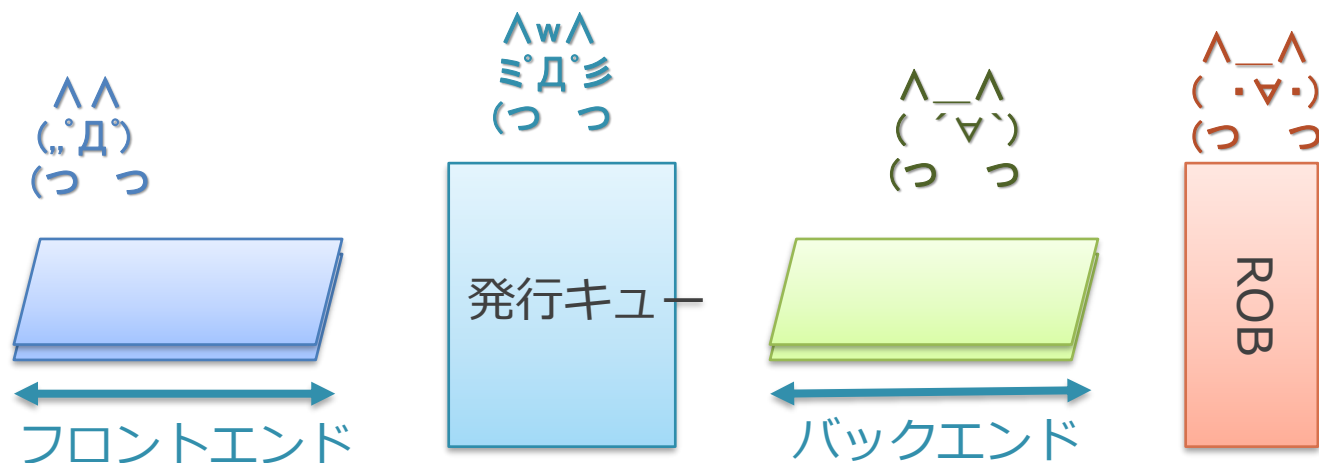 ∧ ∧
(,,ﾟДﾟ)
(つ　つ
∧w∧
ミﾟДﾟ彡
(つ　つ
∧＿∧
(　´∀`)
(つ　つ
∧＿∧
(　・∀・)
(つ　つ
発行キュー
ROB
フロントエンド
バックエンド